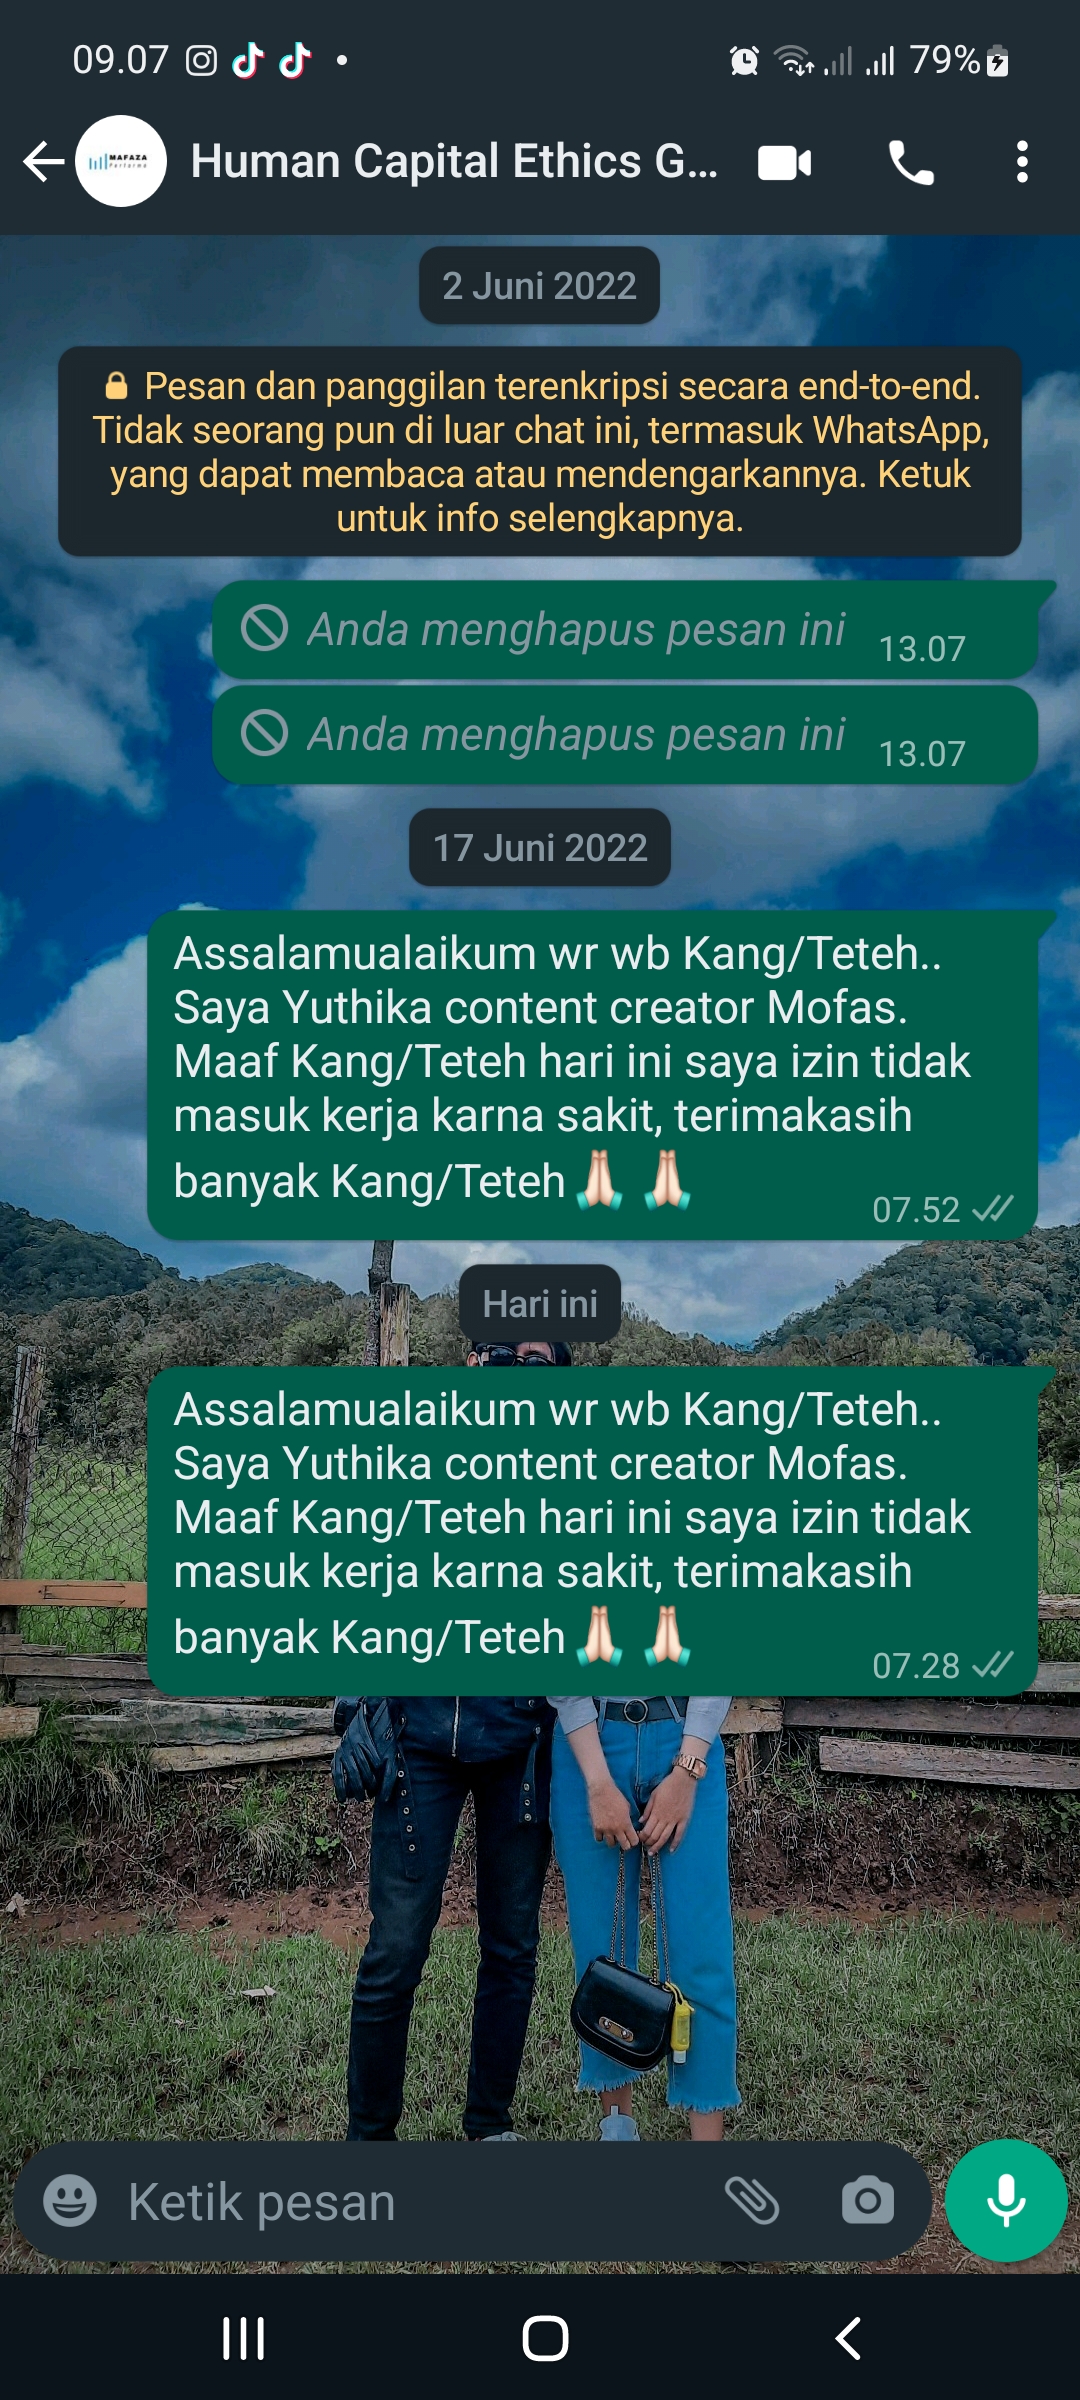 09.07
79%
MAFAZA
Performa
Human Capital Ethics G...
2 Juni 2022
Pesan dan panggilan terenkripsi secara end-to-end.
Tidak seorang pun di luar chat ini, termasuk WhatsApp,
yang dapat membaca atau mendengarkannya. Ketuk
untuk info selengkapnya.
Anda menghapus pesan ini 13.07
Anda menghapus pesan ini 13.07
17 Juni 2022
Assalamualaikum wr wb Kang/Teteh..
Saya Yuthika content creator Mofas.
Maaf Kang/Teteh hari ini saya izin tidak
masuk kerja karna sakit, terimakasih
banyak Kang/Teteh🙏🏻 🙏🏻
07.52
Hari ini
Assalamualaikum wr wb Kang/Teteh..
Saya Yuthika content creator Mofas.
Maaf Kang/Teteh hari ini saya izin tidak
masuk kerja karna sakit, terimakasih
banyak Kang/Teteh🙏🏻 🙏🏻
07.28
Ketik pesan